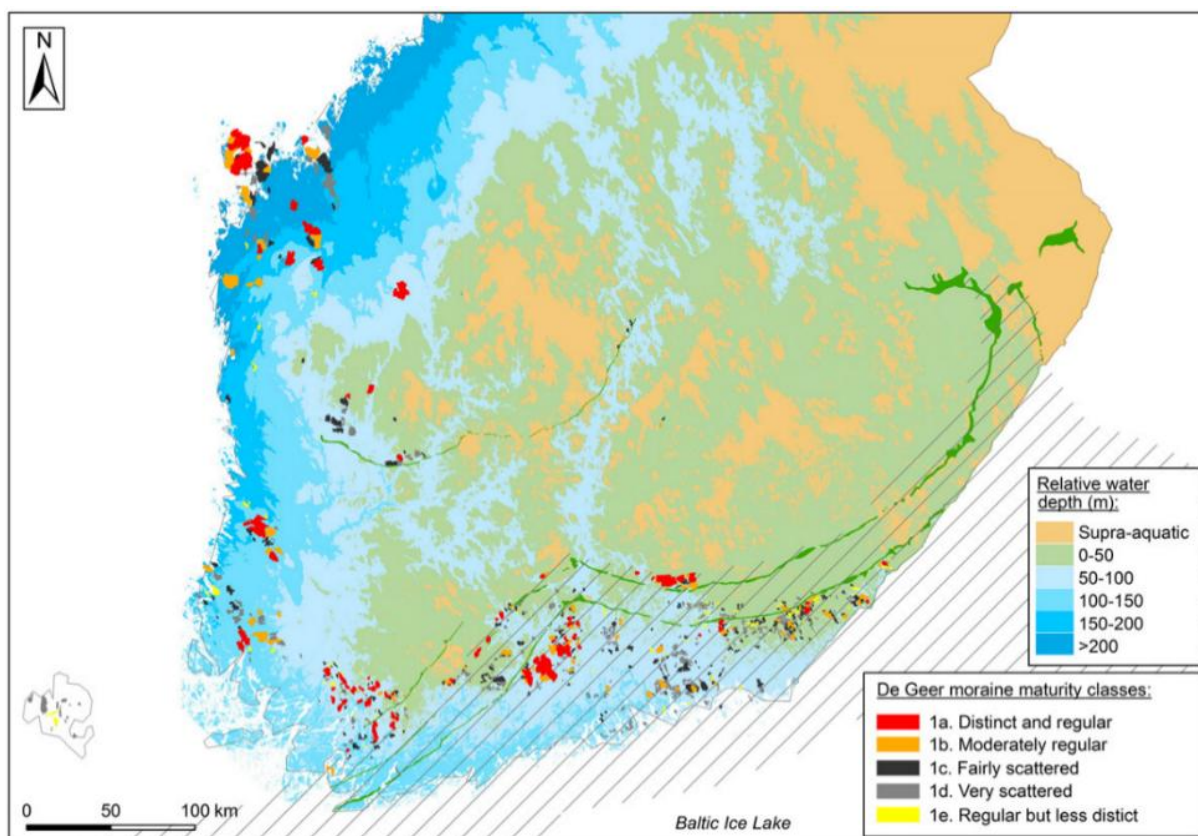 N
Relative water
depth (m):
Supra-aquatic
0-50
50-100
100-150
150-200
>200
De Geer moraine maturity classes:
1a. Distinct and regular
1b. Moderately regular
1c. Fairly scattered
1d. Very scattered
1e. Regular but less distict
0 50 100 km
Baltic Ice Lake